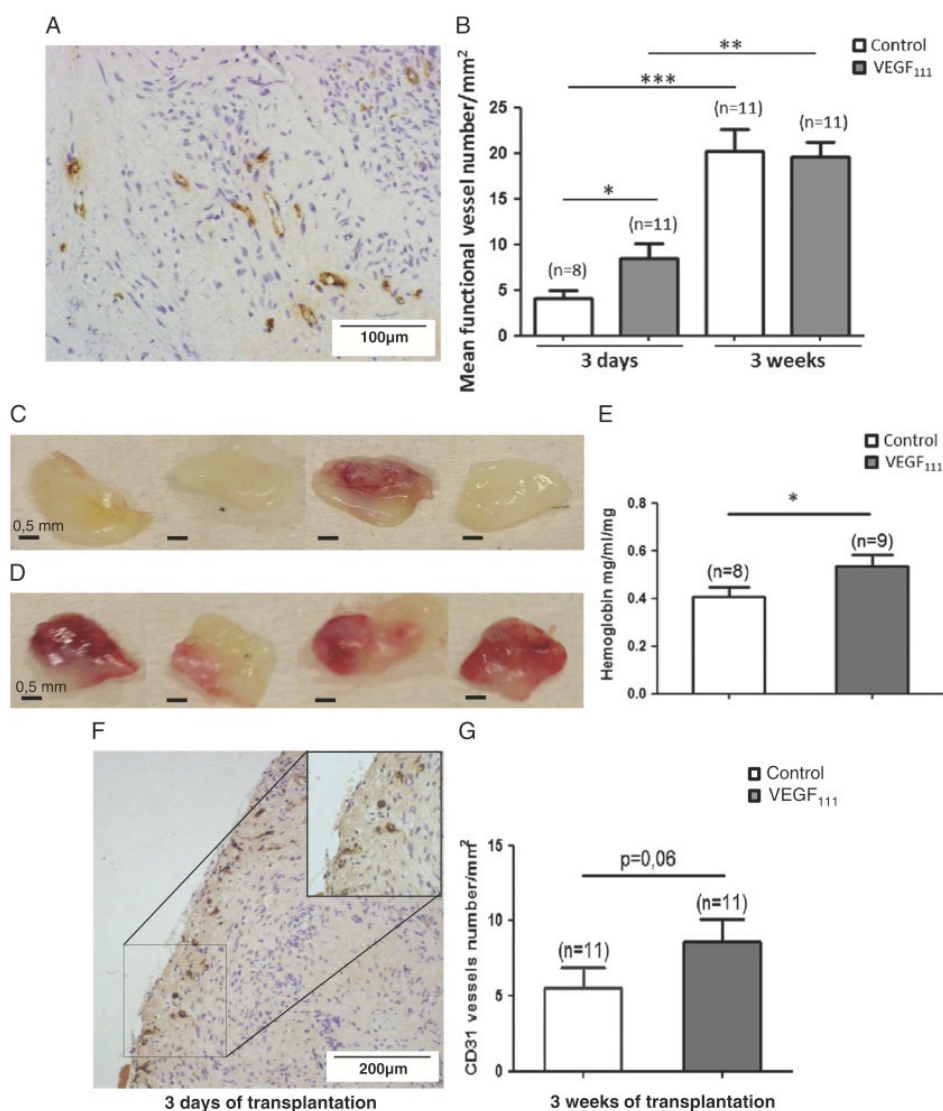 A
100µm
B
Control
VEGF111
Mean functional vessel number/mm2
25
20
15
10
5
0
*
**
***
(n=8)
(n=11)
(n=11)
(n=11)
3 days
3 weeks
C
0,5 mm
D
0,5 mm
E
Control
VEGF111
Hemoglobin mg/ml/mg
0.8
0.6
0.4
0.2
0.0
*
(n=8)
(n=9)
F
200µm
3 days of transplantation
G
Control
VEGF111
CD31 vessels number/mm2
15
10
5
0
p=0,06
(n=11)
(n=11)
3 weeks of transplantation